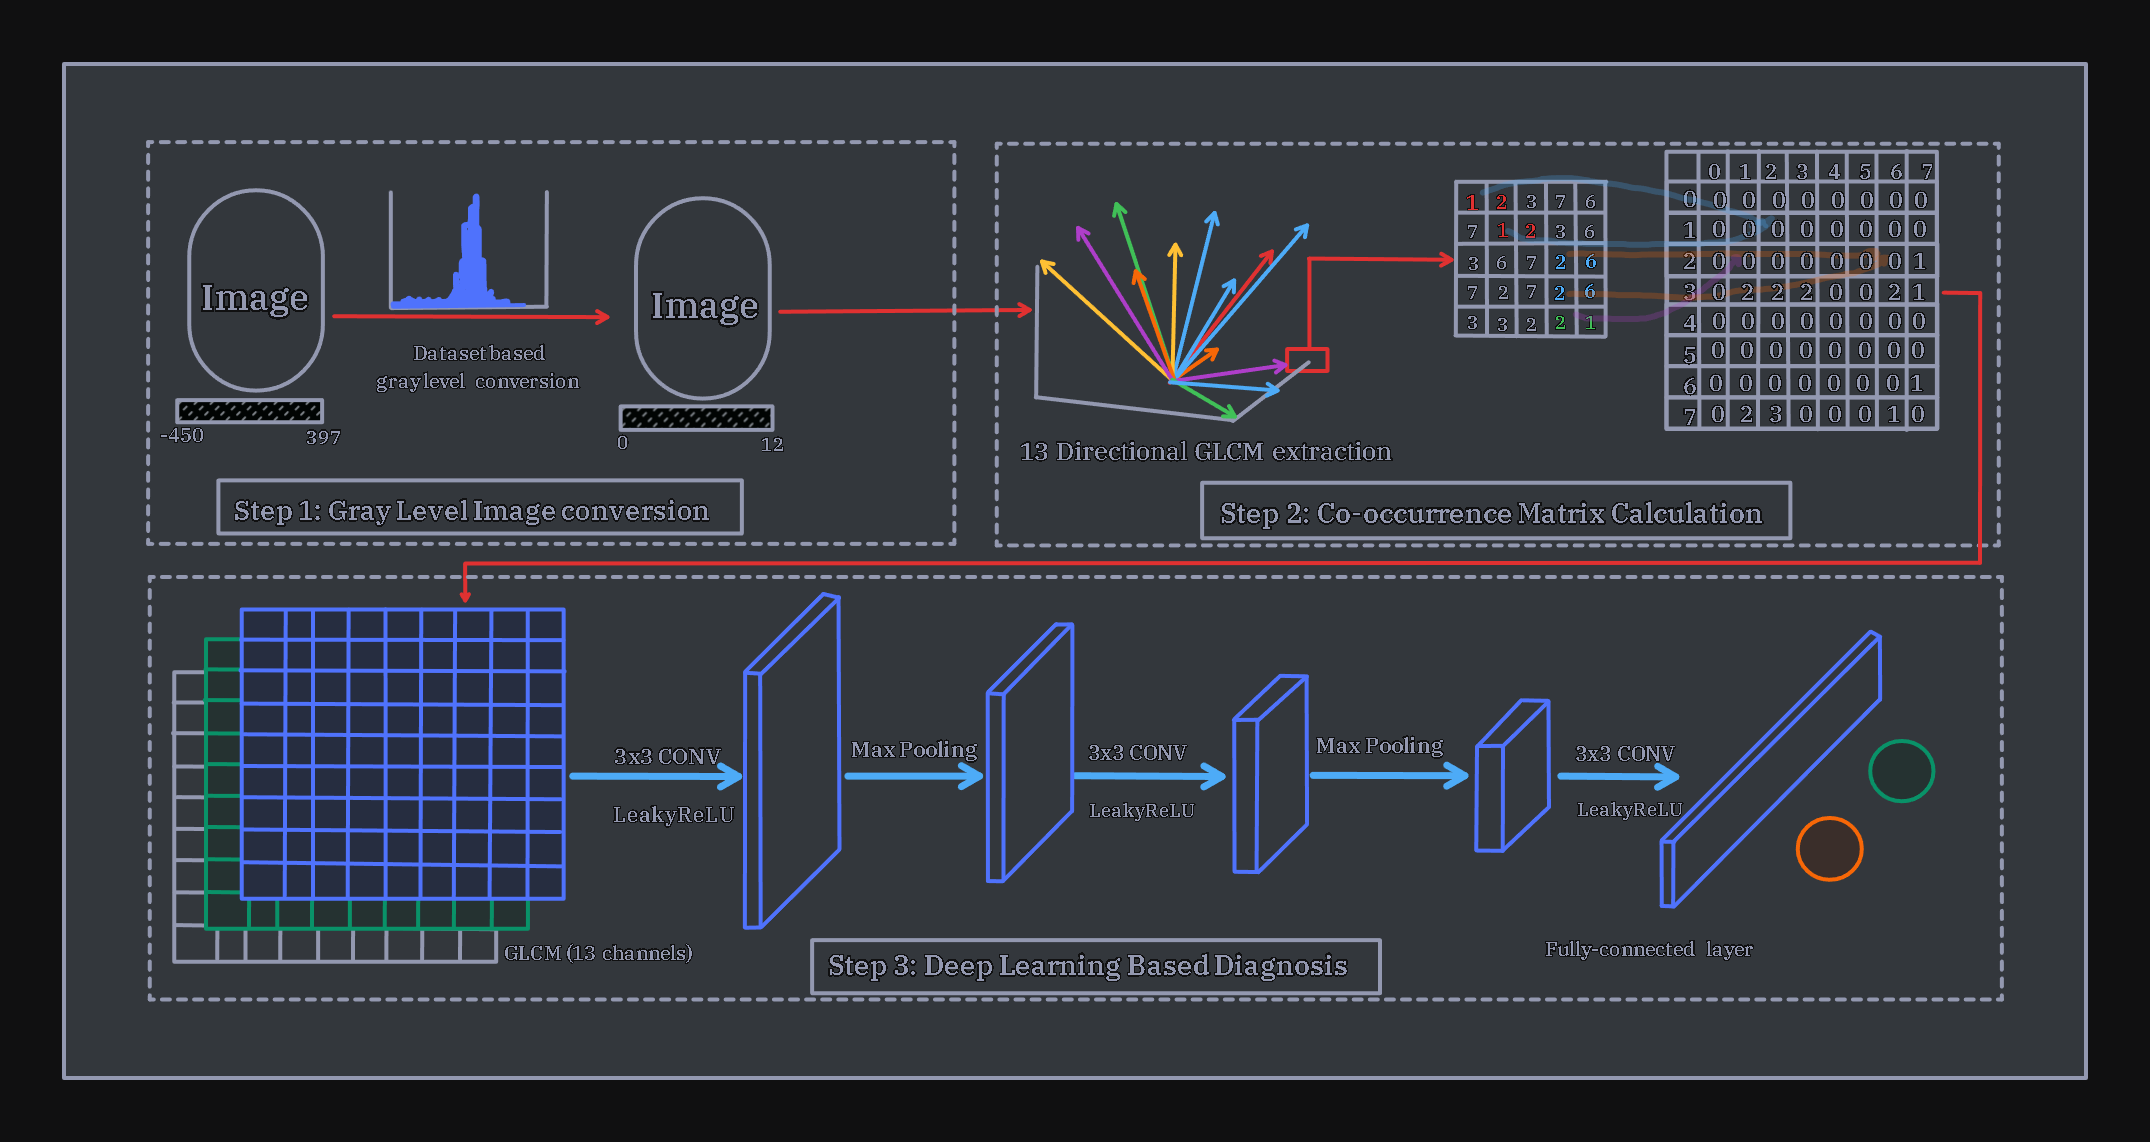 Image
Dataset based
gray level conversion
-450
397
Image
0
12
Step 1: Gray Level Image conversion
13 Directional GLCM extraction
1 2 3 7 6
7 1 2 3 6
3 6 7 2 6
7 2 7 2 6
3 3 2 2 1
0 1 2 3 4 5 6 7
0 0 0 0 0 0 0 0 0
1 0 0 0 0 0 0 0 0
2 0 0 0 0 0 0 0 1
3 0 2 2 2 0 0 2 1
4 0 0 0 0 0 0 0 0
5 0 0 0 0 0 0 0 0
6 0 0 0 0 0 0 0 1
7 0 2 3 0 0 0 1 0
Step 2: Co-occurrence Matrix Calculation
GLCM (13 channels)
3x3 CONV
LeakyReLU
Max Pooling
3x3 CONV
LeakyReLU
Max Pooling
3x3 CONV
LeakyReLU
Fully-connected layer
Step 3: Deep Learning Based Diagnosis